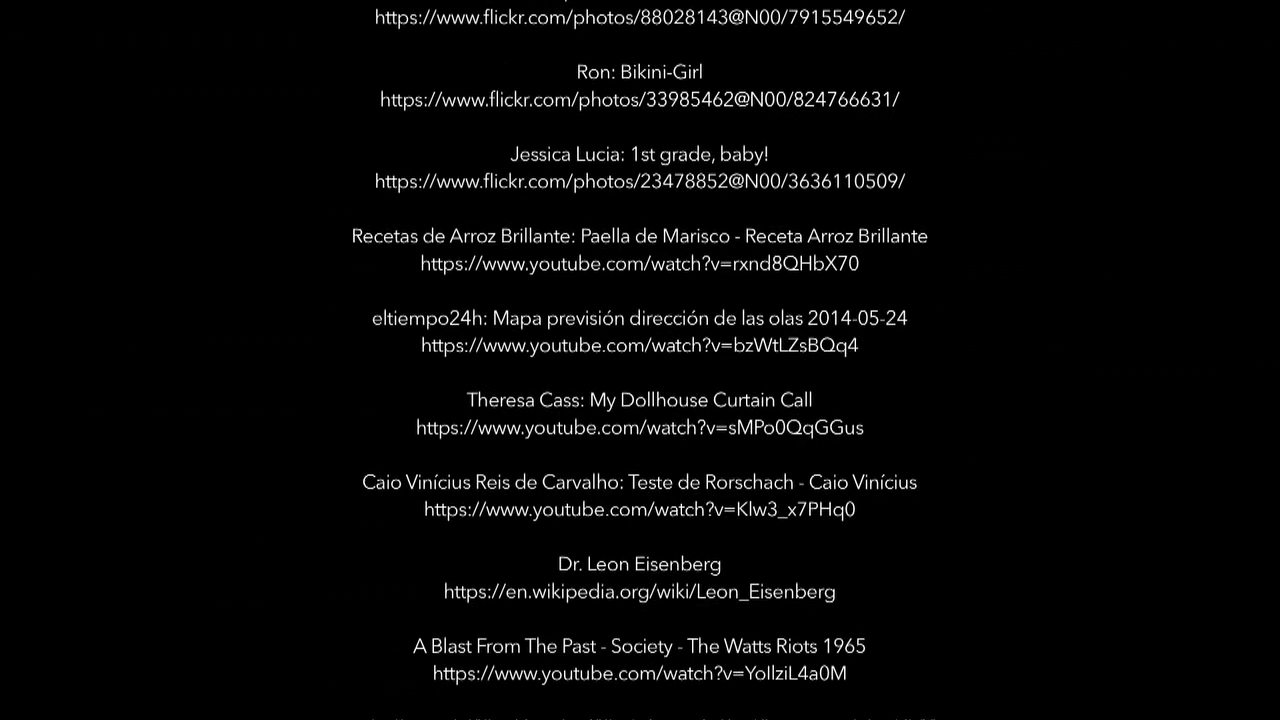 https://www.flickr.com/photos/88028143@N00/7915549652/
Ron: Bikini-Girl
https://www.flickr.com/photos/33985462@N00/824766631/
Jessica Lucia: 1st grade, baby!
https://www.flickr.com/photos/23478852@N00/3636110509/
Recetas de Arroz Brillante: Paella de Marisco - Receta Arroz Brillante
https://www.youtube.com/watch?v=rxnd8QHbX70
eltiempo24h: Mapa previsión dirección de las olas 2014-05-24
https://www.youtube.com/watch?v=bzWtLZsBQq4
Theresa Cass: My Dollhouse Curtain Call
https://www.youtube.com/watch?v=sMPo0QqGGus
Caio Vinícius Reis de Carvalho: Teste de Rorschach - Caio Vinícius
https://www.youtube.com/watch?v=Klw3_x7PHq0
Dr. Leon Eisenberg
https://en.wikipedia.org/wiki/Leon_Eisenberg
A Blast From The Past - Society - The Watts Riots 1965
https://www.youtube.com/watch?v=YoIlziL4a0M